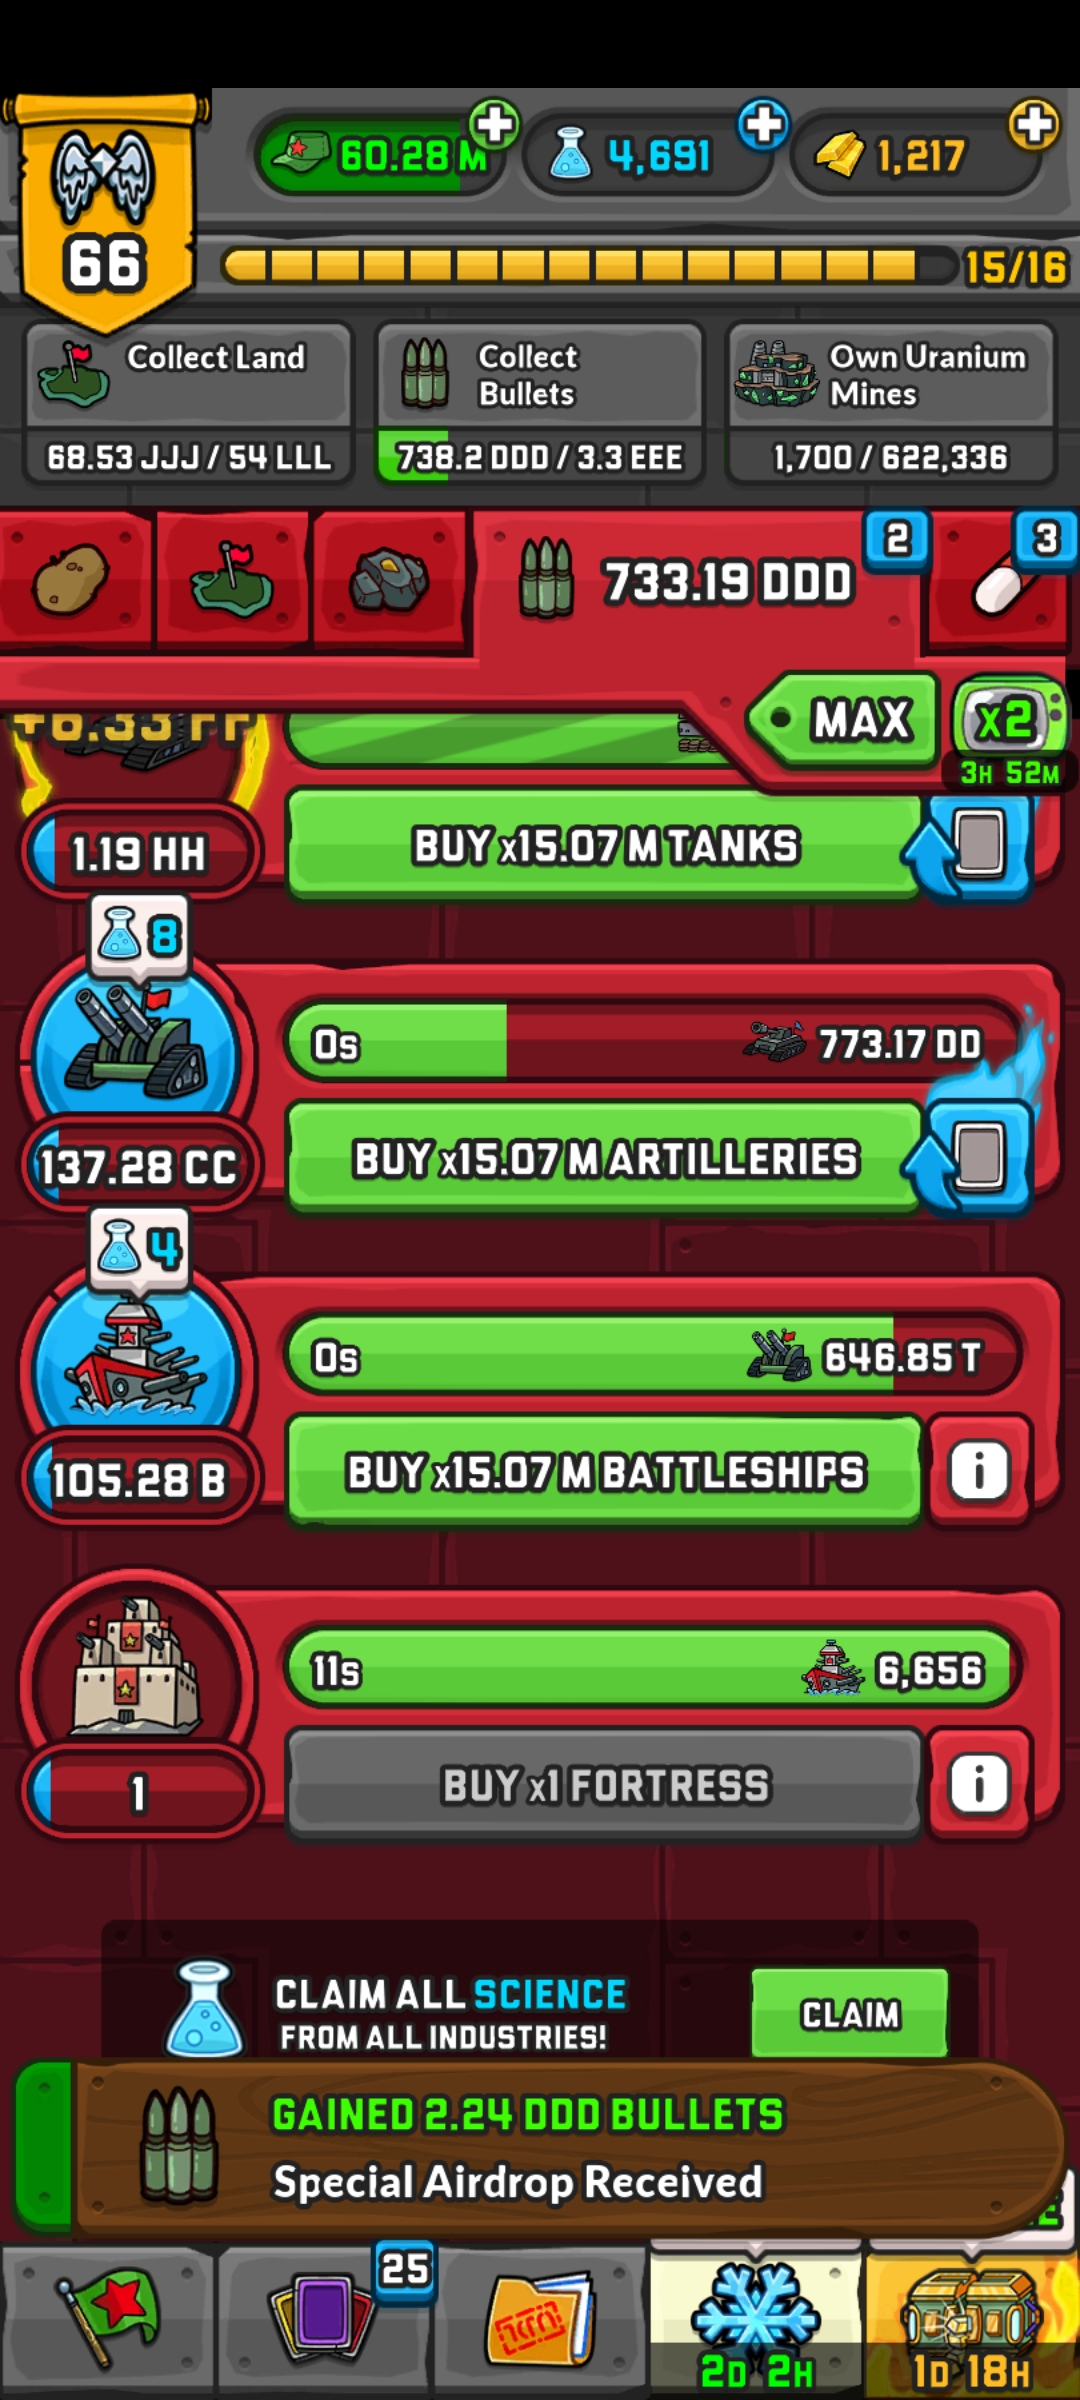 60.28 M
4,691
1,217
66
15/16
Collect Land
68.53 JJJ / 54 LLL
Collect
Bullets
738.2 DDD / 3.3 EEE
Own Uranium
Mines
1,700 / 622,336
733.19 DDD
2
3
MAX
x2
3H 52M
1.19 HH
BUY x15.07 M TANKS
8
0s
773.17 DD
137.28 CC
BUY x15.07 M ARTILLERIES
4
0s
646.85 T
105.28 B
BUY x15.07 M BATTLESHIPS
i
11s
6,656
1
BUY x1 FORTRESS
i
CLAIM ALL SCIENCE
FROM ALL INDUSTRIES!
CLAIM
GAINED 2.24 DDD BULLETS
Special Airdrop Received
25
2D 2H
1D 18H